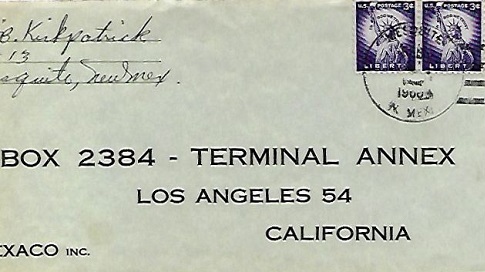 B. Kirkpatrick
13
squite, New Mex.
U.S. POSTAGE 3¢
LIBERTY
U.S. POSTAGE 3¢
LIBERTY
N. MEX.
BOX 2384 - TERMINAL ANNEX
LOS ANGELES 54
CALIFORNIA
EXACO INC.